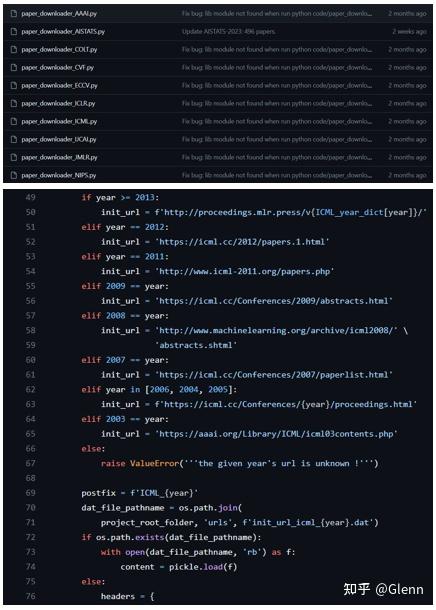 paper_downloader_AAAI.py Fix bug: lib module not found when run python code/paper_downlo... 2 months ago
paper_downloader_AISTATS.py Update AISTATS-2023: 496 papers. 2 weeks ago
paper_downloader_COLT.py Fix bug: lib module not found when run python code/paper_downlo... 2 months ago
paper_downloader_CVF.py Fix bug: lib module not found when run python code/paper_downlo... 2 months ago
paper_downloader_ECCV.py Fix bug: lib module not found when run python code/paper_downlo... 2 months ago
paper_downloader_ICLR.py Fix bug: lib module not found when run python code/paper_downlo... 2 months ago
paper_downloader_ICML.py Fix bug: lib module not found when run python code/paper_downlo... 2 months ago
paper_downloader_IJCAI.py Fix bug: lib module not found when run python code/paper_downlo... 2 months ago
paper_downloader_JMLR.py Fix bug: lib module not found when run python code/paper_downlo... 2 months ago
paper_downloader_NIPS.py Fix bug: lib module not found when run python code/paper_downlo... 2 months ago
49 if year >= 2013:
50 init_url = f'http://proceedings.mlr.press/v{ICML_year_dict[year]}/'
51 elif year == 2012:
52 init_url = 'https://icml.cc/2012/papers.1.html'
53 elif year == 2011:
54 init_url = 'http://www.icml-2011.org/papers.php'
55 elif 2009 == year:
56 init_url = 'https://icml.cc/Conferences/2009/abstracts.html'
57 elif 2008 == year:
58 init_url = 'http://www.machinelearning.org/archive/icml2008/' \
59 'abstracts.shtml'
60 elif 2007 == year:
61 init_url = 'https://icml.cc/Conferences/2007/paperlist.html'
62 elif year in [2006, 2004, 2005]:
63 init_url = f'https://icml.cc/Conferences/{year}/proceedings.html'
64 elif 2003 == year:
65 init_url = 'https://aaai.org/Library/ICML/icml03contents.php'
66 else:
67 raise ValueError('''the given year's url is unknown !''')
68
69 postfix = f'ICML_{year}'
70 dat_file_pathname = os.path.join(
71 project_root_folder, 'urls', f'init_url_icml_{year}.dat')
72 if os.path.exists(dat_file_pathname):
73 with open(dat_file_pathname, 'rb') as f:
74 content = pickle.load(f)
75 else:
76 headers = {
知乎 @Glenn